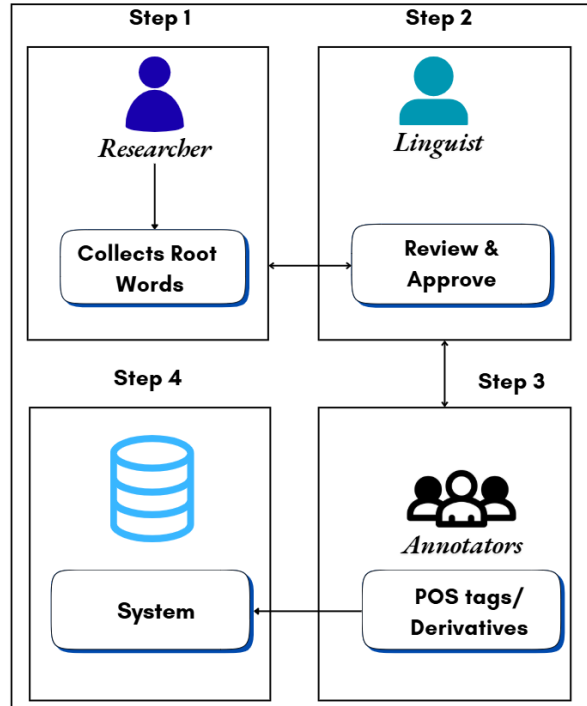 Step 1
Step 2
Researcher
Linguist
Collects Root
Words
Review &
Approve
Step 4
Step 3
Annotators
System
POS tags/
Derivatives